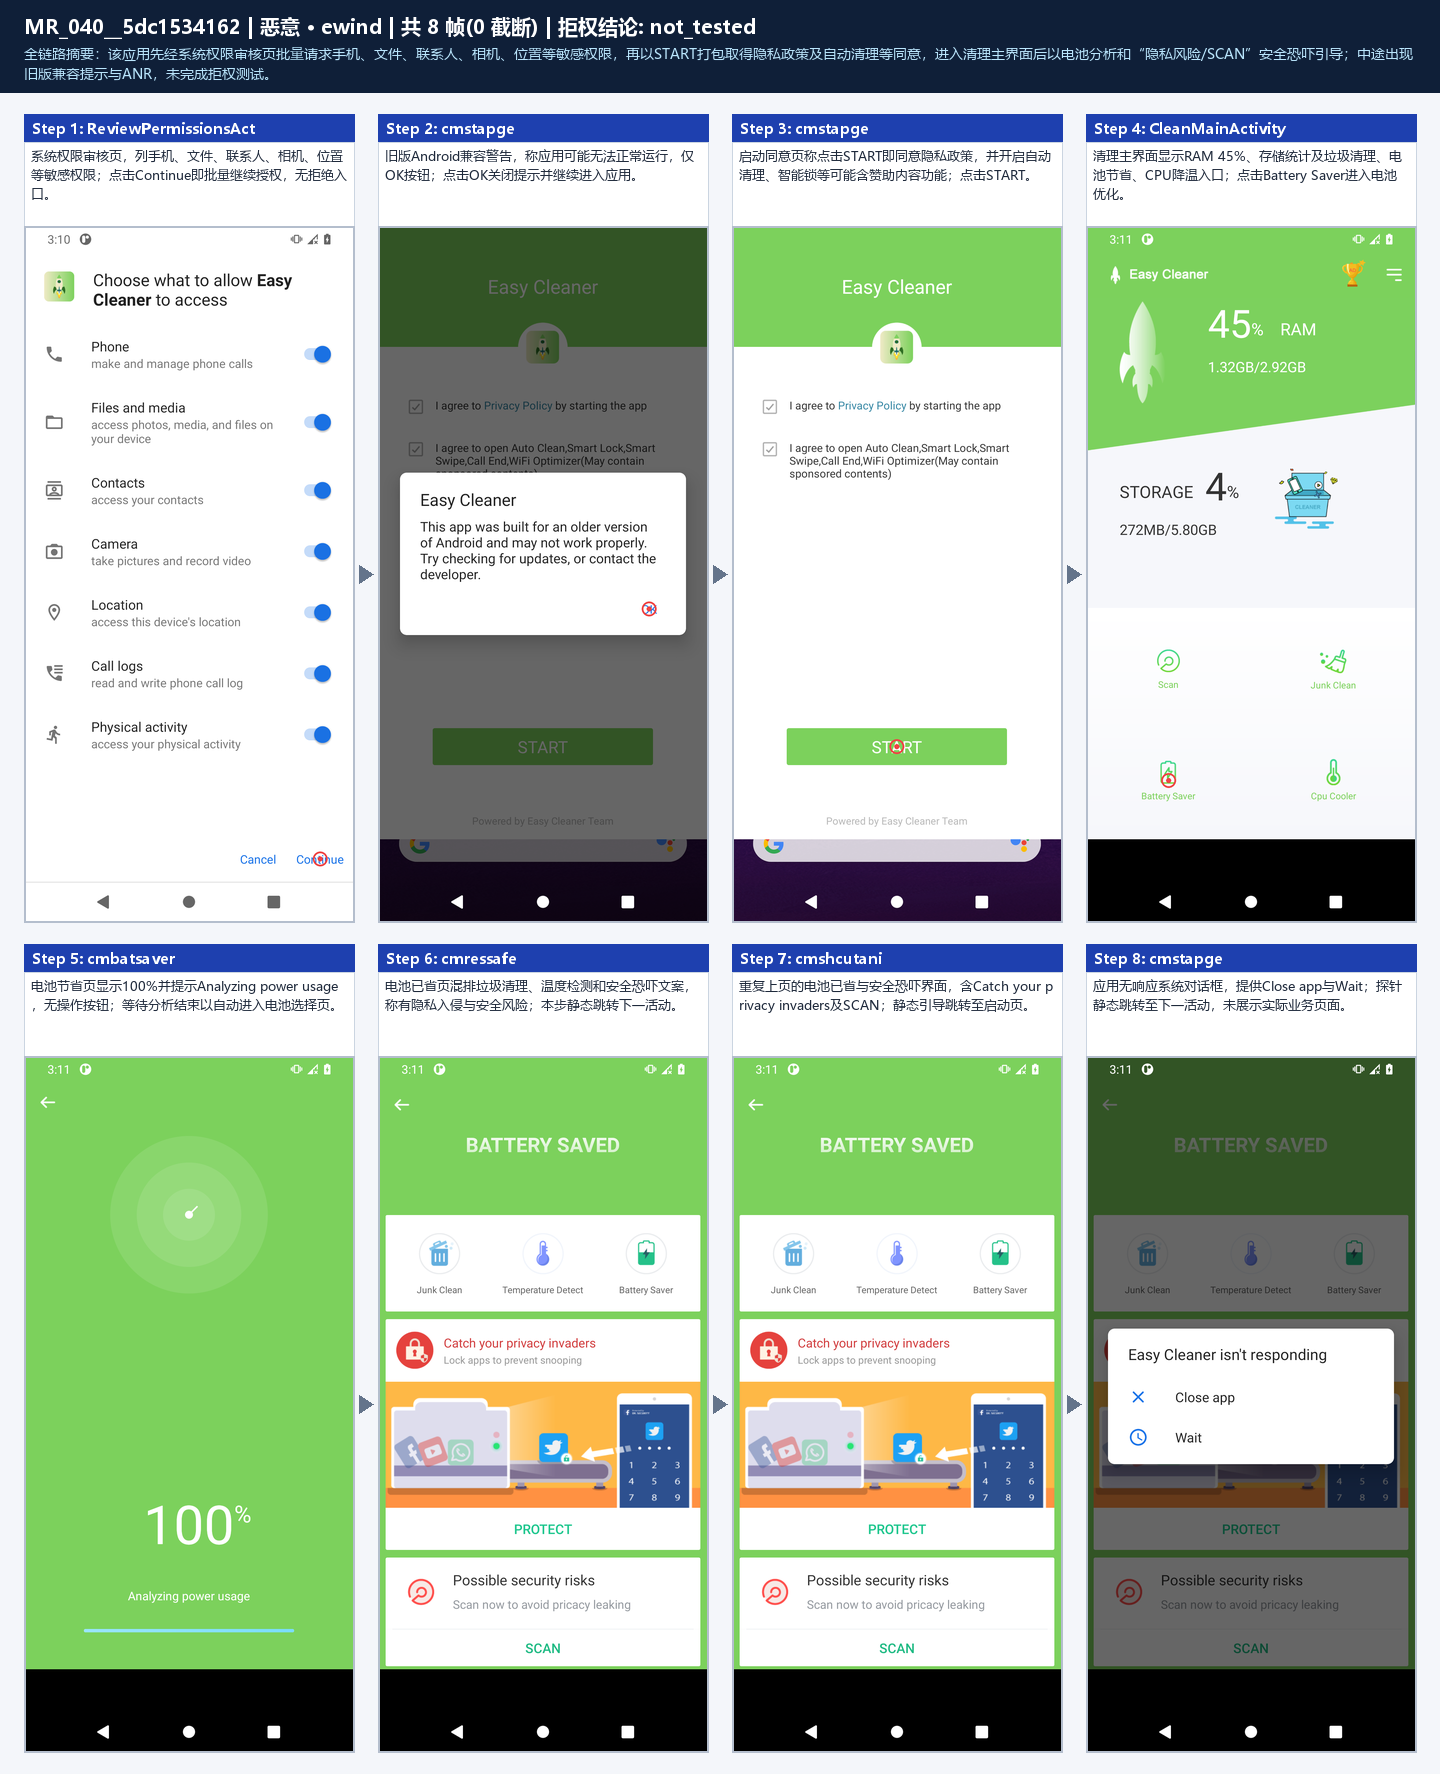 MR_040__5dc1534162 | 恶意 • ewind | 共 8 帧(0 截断) | 拒权结论: not_tested
全链路摘要：该应用先经系统权限审核页批量请求手机、文件、联系人、相机、位置等敏感权限，再以START打包取得隐私政策及自动清理等同意，进入清理主界面后以电池分析和“隐私风险/SCAN”安全恐吓引导；中途出现
旧版兼容提示与ANR，未完成拒权测试。
Step 1: ReviewPermissionsAct
系统权限审核页，列手机、文件、联系人、相机、位置
等敏感权限；点击Continue即批量继续授权，无拒绝入
口。
3:10
Choose what to allow Easy
Cleaner to access
Phone
make and manage phone calls
Files and media
access photos, media, and files on
your device
Contacts
access your contacts
Camera
take pictures and record video
Location
access this device's location
Call logs
read and write phone call log
Physical activity
access your physical activity
Cancel Continue
Step 2: cmstapge
旧版Android兼容警告，称应用可能无法正常运行，仅
OK按钮；点击OK关闭提示并继续进入应用。
Easy Cleaner
I agree to Privacy Policy by starting the app
I agree to open Auto Clean,Smart Lock,Smart
Swipe,Call End,WiFi Optimizer(May contain
sponsored contents)
Easy Cleaner
This app was built for an older version
of Android and may not work properly.
Try checking for updates, or contact the
developer.
START
Powered by Easy Cleaner Team
Step 3: cmstapge
启动同意页称点击START即同意隐私政策，并开启自动
清理、智能锁等可能含赞助内容功能；点击START。
Easy Cleaner
I agree to Privacy Policy by starting the app
I agree to open Auto Clean,Smart Lock,Smart
Swipe,Call End,WiFi Optimizer(May contain
sponsored contents)
START
Powered by Easy Cleaner Team
Step 4: CleanMainActivity
清理主界面显示RAM 45%、存储统计及垃圾清理、电
池节省、CPU降温入口；点击Battery Saver进入电池
优化。
3:11
Easy Cleaner
45% RAM
1.32GB/2.92GB
STORAGE 4%
272MB/5.80GB
CLEANER
Scan
Junk Clean
Battery Saver
Cpu Cooler
Step 5: cmbatsaver
电池节省页显示100%并提示Analyzing power usage
，无操作按钮；等待分析结束以自动进入电池选择页。
3:11
100%
Analyzing power usage
Step 6: cmressafe
电池已省页混排垃圾清理、温度检测和安全恐吓文案，
称有隐私入侵与安全风险；本步静态跳转下一活动。
3:11
BATTERY SAVED
Junk Clean
Temperature Detect
Battery Saver
Catch your privacy invaders
Lock apps to prevent snooping
1 2 3
4 5 6
7 8 9
PROTECT
Possible security risks
Scan now to avoid pricacy leaking
SCAN
Step 7: cmshcutani
重复上页的电池已省与安全恐吓界面，含Catch your p
rivacy invaders及SCAN；静态引导跳转至启动页。
3:11
BATTERY SAVED
Junk Clean
Temperature Detect
Battery Saver
Catch your privacy invaders
Lock apps to prevent snooping
1 2 3
4 5 6
7 8 9
PROTECT
Possible security risks
Scan now to avoid pricacy leaking
SCAN
Step 8: cmstapge
应用无响应系统对话框，提供Close app与Wait；探针
静态跳转至下一活动，未展示实际业务页面。
3:11
BATTERY SAVED
Junk Clean
Temperature Detect
Battery Saver
Easy Cleaner isn't responding
Close app
Wait
1 2 3
4 5 6
7 8 9
PROTECT
Possible security risks
Scan now to avoid pricacy leaking
SCAN